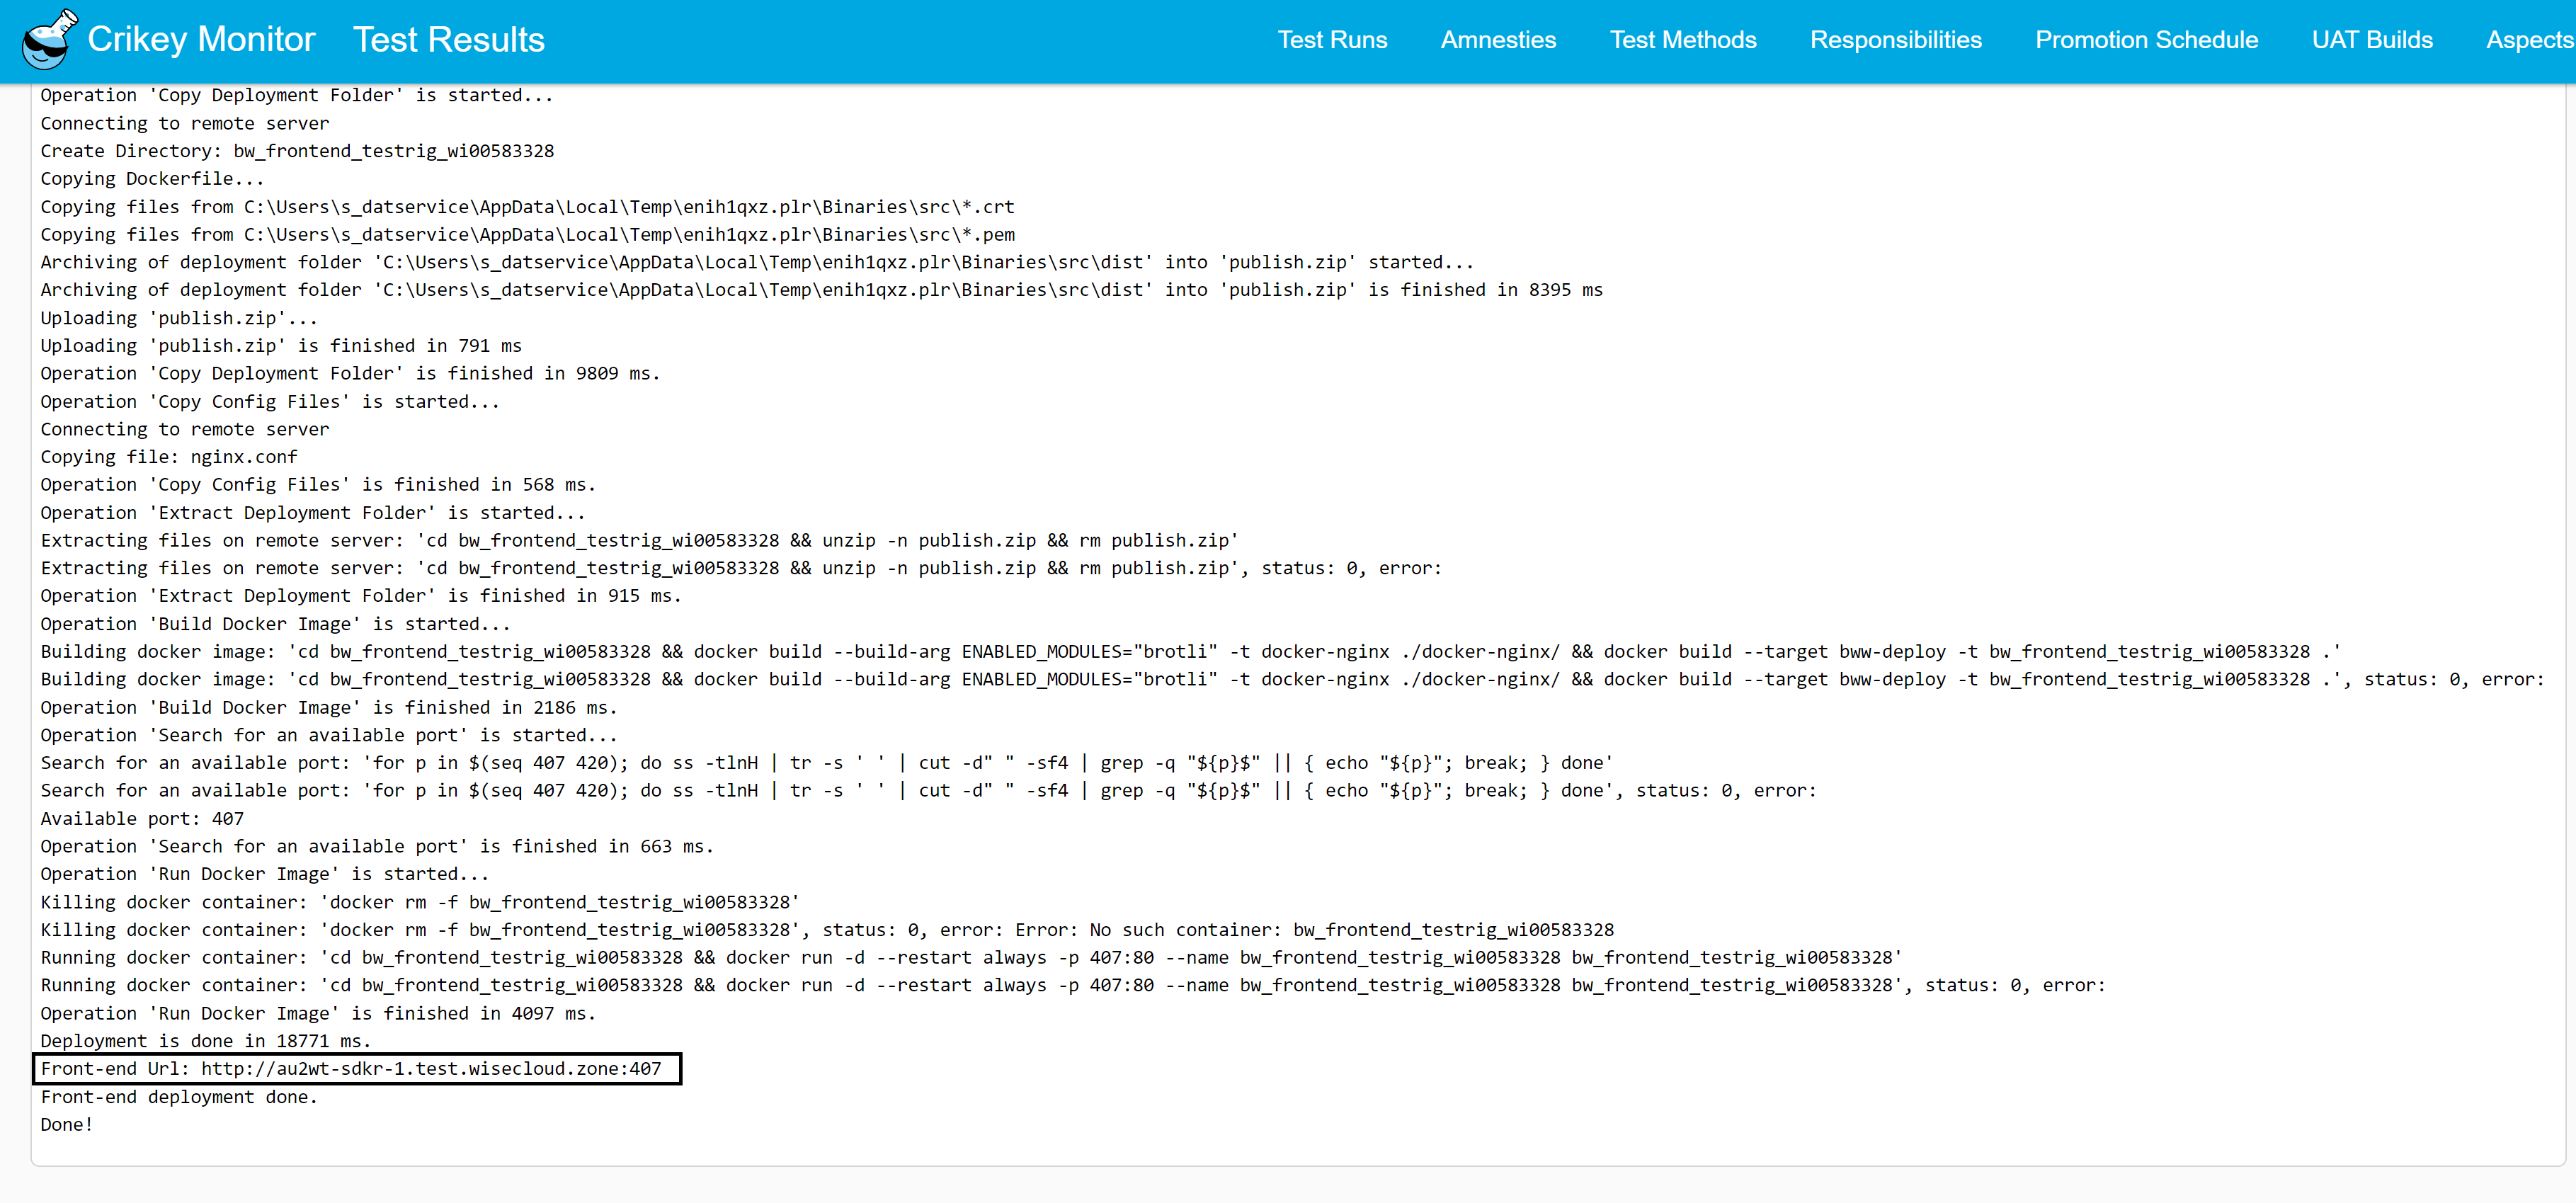 Crikey Monitor Test Results Test Runs Amnesties Test Methods Responsibilities Promotion Schedule UAT Builds Aspects
Operation 'Copy Deployment Folder' is started...
Connecting to remote server
Create Directory: bw_frontend_testrig_wi00583328
Copying Dockerfile...
Copying files from C:\Users\s_datservice\AppData\Local\Temp\enih1qxz.plr\Binaries\src\*.crt
Copying files from C:\Users\s_datservice\AppData\Local\Temp\enih1qxz.plr\Binaries\src\*.pem
Archiving of deployment folder 'C:\Users\s_datservice\AppData\Local\Temp\enih1qxz.plr\Binaries\src\dist' into 'publish.zip' started...
Archiving of deployment folder 'C:\Users\s_datservice\AppData\Local\Temp\enih1qxz.plr\Binaries\src\dist' into 'publish.zip' is finished in 8395 ms
Uploading 'publish.zip'...
Uploading 'publish.zip' is finished in 791 ms
Operation 'Copy Deployment Folder' is finished in 9809 ms.
Operation 'Copy Config Files' is started...
Connecting to remote server
Copying file: nginx.conf
Operation 'Copy Config Files' is finished in 568 ms.
Operation 'Extract Deployment Folder' is started...
Extracting files on remote server: 'cd bw_frontend_testrig_wi00583328 && unzip -n publish.zip && rm publish.zip'
Extracting files on remote server: 'cd bw_frontend_testrig_wi00583328 && unzip -n publish.zip && rm publish.zip', status: 0, error:
Operation 'Extract Deployment Folder' is finished in 915 ms.
Operation 'Build Docker Image' is started...
Building docker image: 'cd bw_frontend_testrig_wi00583328 && docker build --build-arg ENABLED_MODULES="brotli" -t docker-nginx ./docker-nginx/ && docker build --target bww-deploy -t bw_frontend_testrig_wi00583328 .'
Building docker image: 'cd bw_frontend_testrig_wi00583328 && docker build --build-arg ENABLED_MODULES="brotli" -t docker-nginx ./docker-nginx/ && docker build --target bww-deploy -t bw_frontend_testrig_wi00583328 .', status: 0, error:
Operation 'Build Docker Image' is finished in 2186 ms.
Operation 'Search for an available port' is started...
Search for an available port: 'for p in $(seq 407 420); do ss -tlnH | tr -s ' ' | cut -d" " -sf4 | grep -q "${p}$" || { echo "${p}"; break; } done'
Search for an available port: 'for p in $(seq 407 420); do ss -tlnH | tr -s ' ' | cut -d" " -sf4 | grep -q "${p}$" || { echo "${p}"; break; } done', status: 0, error:
Available port: 407
Operation 'Search for an available port' is finished in 663 ms.
Operation 'Run Docker Image' is started...
Killing docker container: 'docker rm -f bw_frontend_testrig_wi00583328'
Killing docker container: 'docker rm -f bw_frontend_testrig_wi00583328', status: 0, error: Error: No such container: bw_frontend_testrig_wi00583328
Running docker container: 'cd bw_frontend_testrig_wi00583328 && docker run -d --restart always -p 407:80 --name bw_frontend_testrig_wi00583328 bw_frontend_testrig_wi00583328'
Running docker container: 'cd bw_frontend_testrig_wi00583328 && docker run -d --restart always -p 407:80 --name bw_frontend_testrig_wi00583328 bw_frontend_testrig_wi00583328', status: 0, error:
Operation 'Run Docker Image' is finished in 4097 ms.
Deployment is done in 18771 ms.
Front-end Url: http://au2wt-sdkr-1.test.wisecloud.zone:407
Front-end deployment done.
Done!